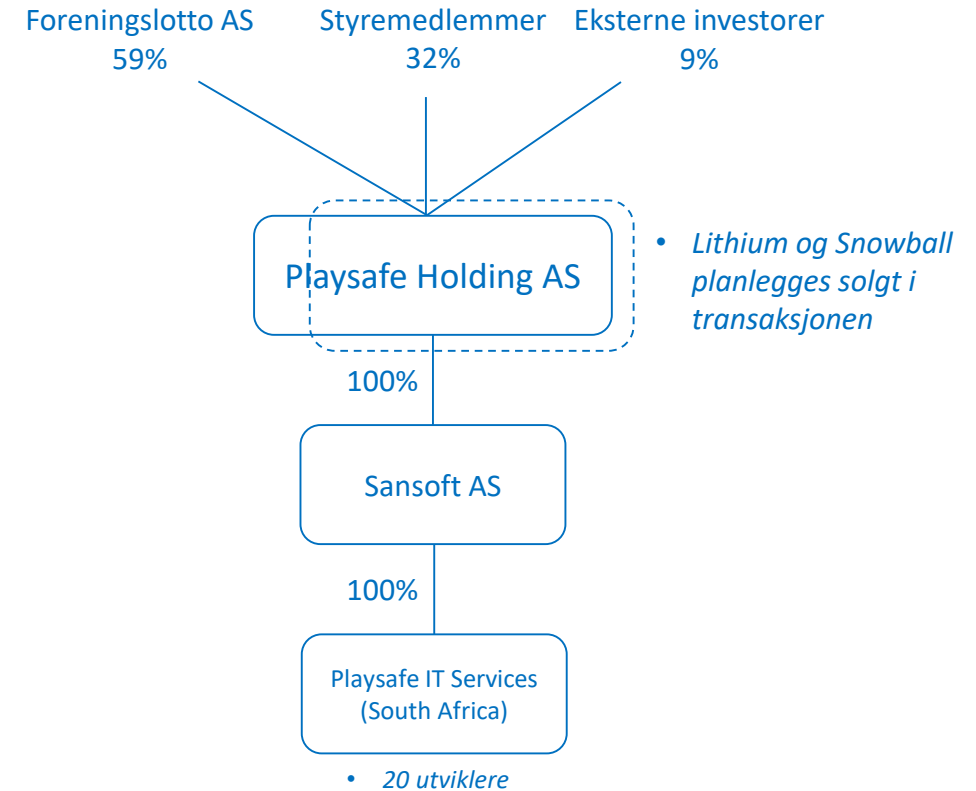 Foreningslotto AS
59%
Styremedlemmer
32%
Eksterne investorer
9%
Playsafe Holding AS
• Lithium og Snowball
planlegges solgt i
transaksjonen
100%
Sansoft AS
100%
Playsafe IT Services
(South Africa)
• 20 utviklere